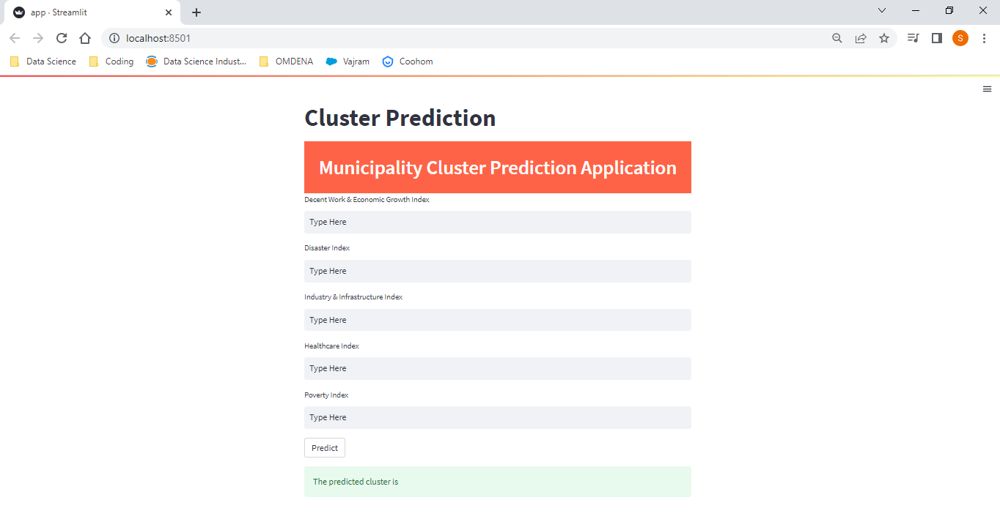 app · Streamlit
localhost:8501
S
Data Science
Coding
Data Science Indust...
OMDENA
Vajram
Coohom
Cluster Prediction
Municipality Cluster Prediction Application
Decent Work & Economic Growth Index
Type Here
Disaster Index
Type Here
Industry & Infrastructure Index
Type Here
Healthcare Index
Type Here
Poverty Index
Type Here
Predict
The predicted cluster is